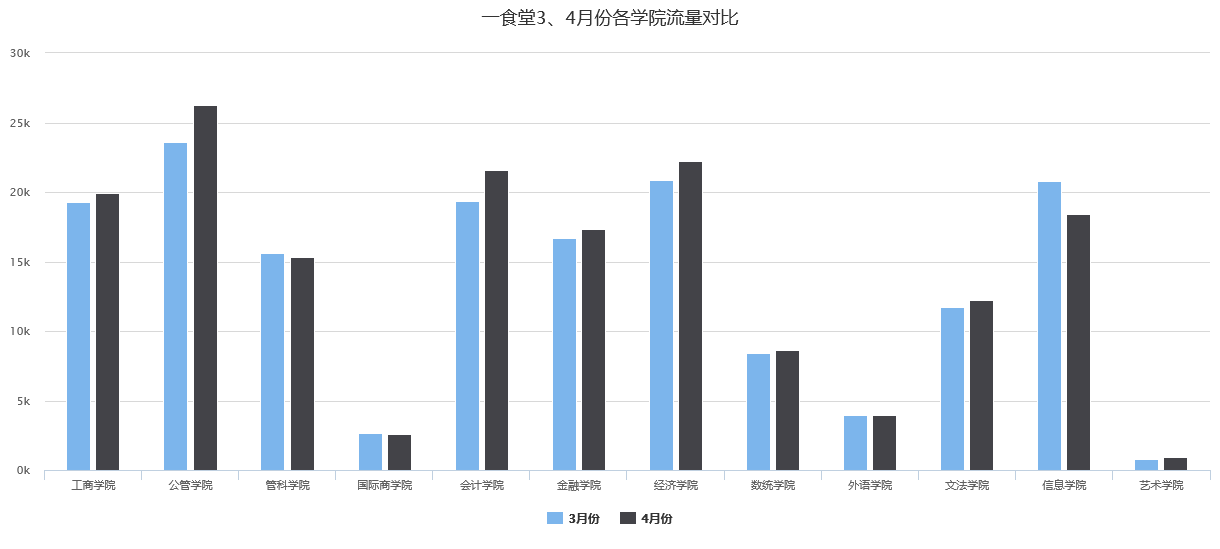 一食堂3、4月份各学院流量对比
30k
25k
20k
15k
10k
5k
0k
工商学院 公管学院 管科学院 国际商学院 会计学院 金融学院 经济学院 数统学院 外语学院 文法学院 信息学院 艺术学院
3月份 4月份